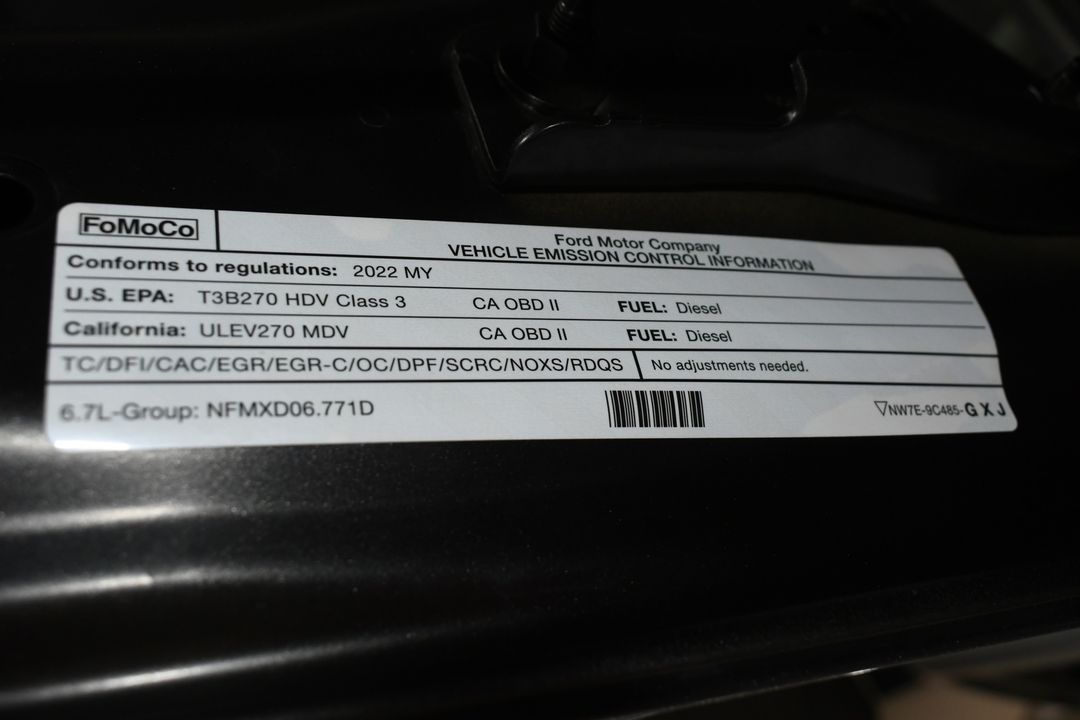 FoMoCo
Ford Motor Company
VEHICLE EMISSION CONTROL INFORMATION
Conforms to regulations: 2022 MY
U.S. EPA: T3B270 HDV Class 3 CA OBD II FUEL: Diesel
California: ULEV270 MDV CA OBD II FUEL: Diesel
TC/DFI/CAC/EGR/EGR-C/OC/DPF/SCRC/NOXS/RDQS No adjustments needed.
6.7L-Group: NFMXD06.771D ▽NW7E-9C485-GXJ